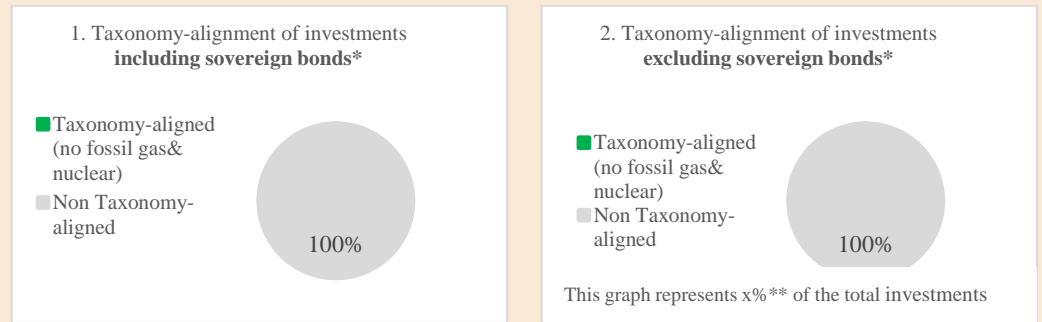 1. Taxonomy-alignment of investments
including sovereign bonds*
Taxonomy-aligned
(no fossil gas&
nuclear)
Non Taxonomy-
aligned
100%
2. Taxonomy-alignment of investments
excluding sovereign bonds*
Taxonomy-aligned
(no fossil gas&
nuclear)
Non Taxonomy-
aligned
100%
This graph represents x%** of the total investments